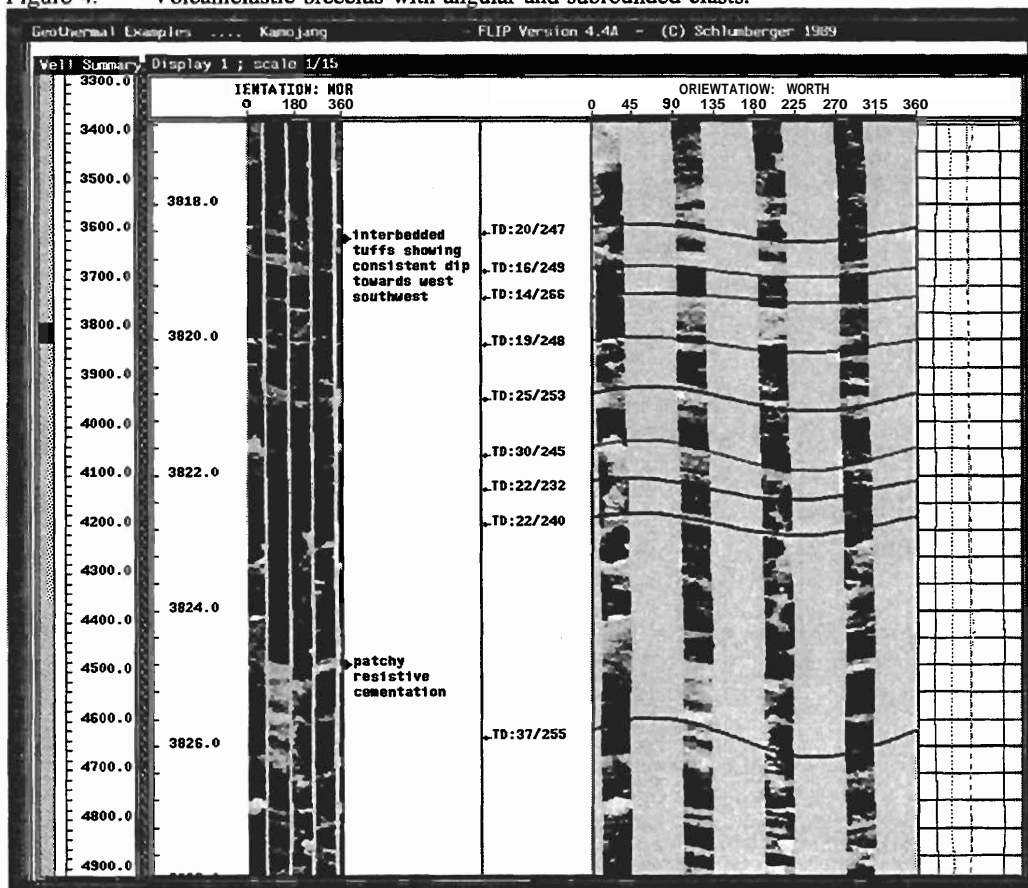 Figure 4. Volcaniclastic breccias with angular and subrounded clasts.
Geothermal Examples .... Kamojang - FLIP Version 4.4A - (C) Schlumberger 1989
Well Summary Display 1 ; scale 1/15
IENTATION: NOR
0 180 360
ORIEWTATION: WORTH
0 45 90 135 180 225 270 315 360
3300.0
3400.0
3500.0
3600.0
3700.0
3800.0
3900.0
4000.0
4100.0
4200.0
4300.0
4400.0
4500.0
4600.0
4700.0
4800.0
4900.0
3818.0
3820.0
3822.0
3824.0
3826.0
interbedded
tuffs showing
consistent dip
towards west
southwest
patchy
resistive
cementation
TD:20/247
TD:16/249
TD:14/266
TD:19/248
TD:25/253
TD:30/245
TD:22/232
TD:22/240
TD:37/255